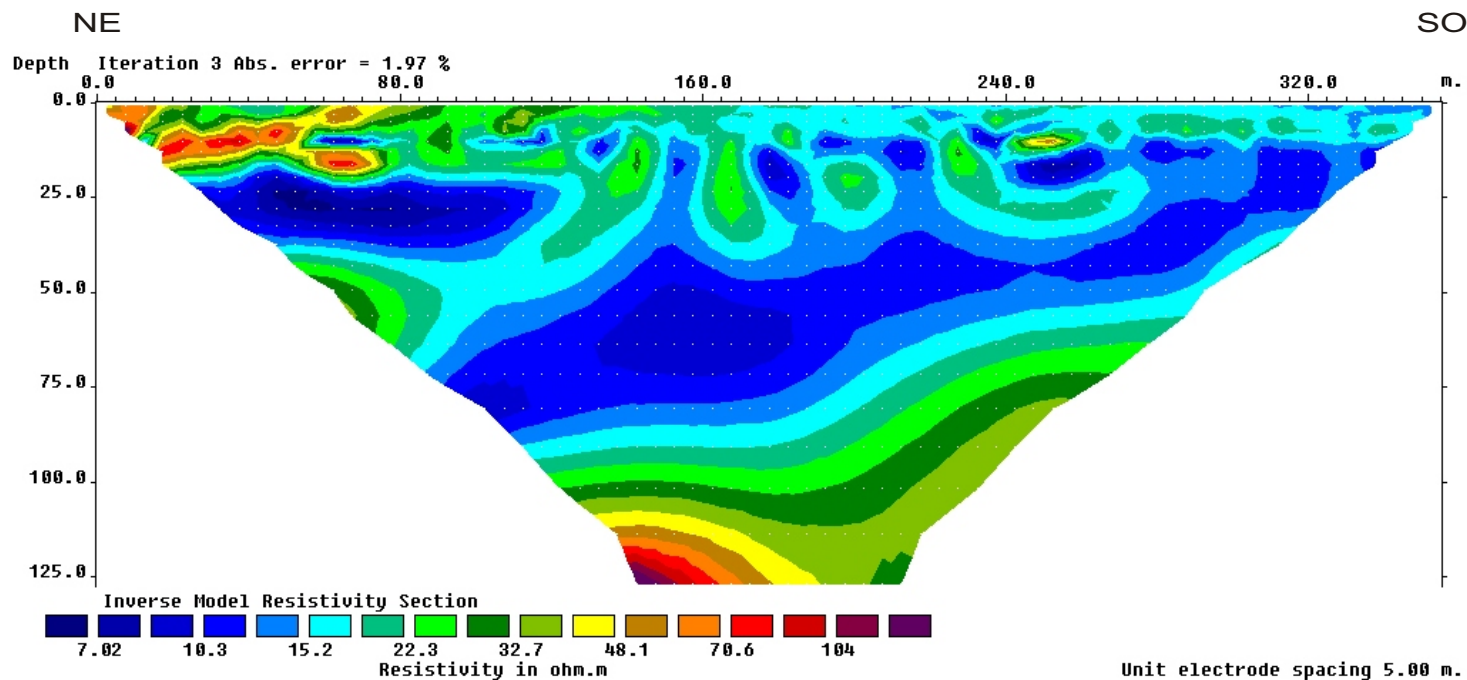 NE SO
Depth Iteration 3 Abs. error = 1.97 %
0.0 80.0 160.0 240.0 320.0 m.
0.0
25.0
50.0
75.0
100.0
125.0
Inverse Model Resistivity Section
7.02 10.3 15.2 22.3 32.7 48.1 70.6 104
Resistivity in ohm.m Unit electrode spacing 5.00 m.